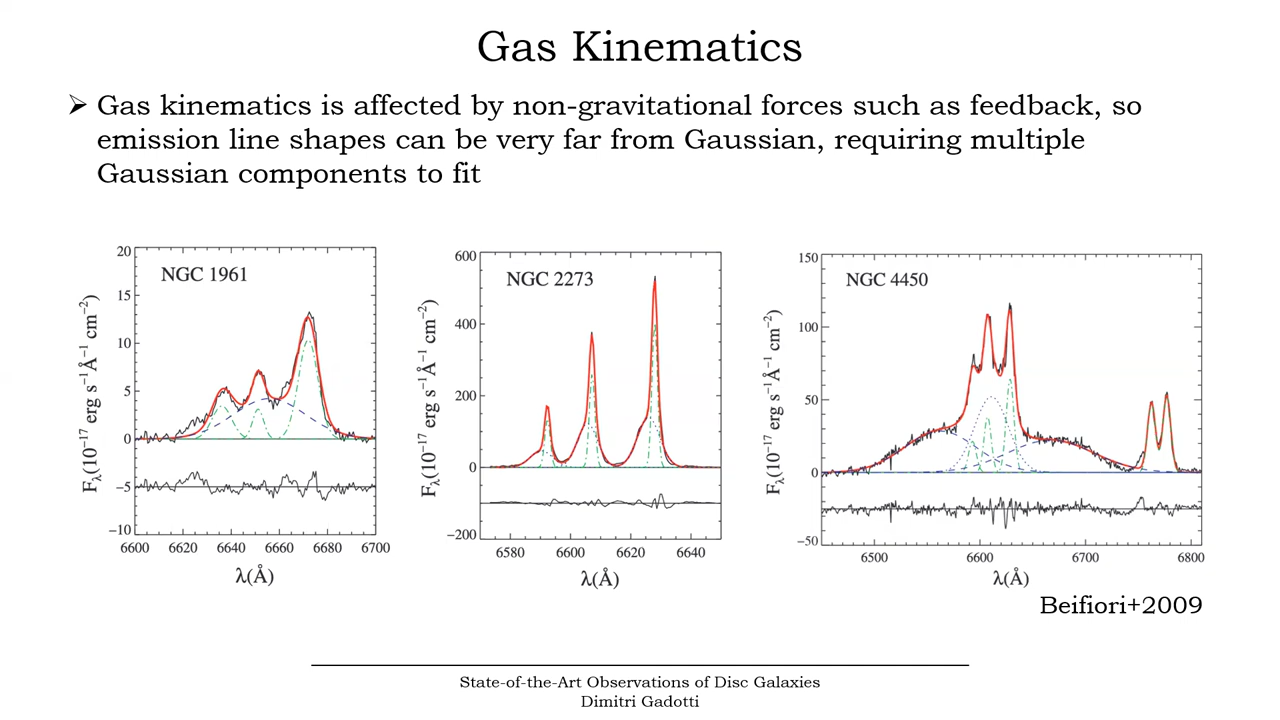 Gas Kinematics
➢ Gas kinematics is affected by non-gravitational forces such as feedback, so
emission line shapes can be very far from Gaussian, requiring multiple
Gaussian components to fit
20
15
10
5
0
−5
−10
NGC 1961
F_λ(10⁻¹⁷ erg s⁻¹Å⁻¹ cm⁻²)
6600 6620 6640 6660 6680 6700
λ(Å)
600
400
200
0
−200
NGC 2273
F_λ(10⁻¹⁷ erg s⁻¹Å⁻¹ cm⁻²)
6580 6600 6620 6640
λ(Å)
150
100
50
0
−50
NGC 4450
F_λ(10⁻¹⁷ erg s⁻¹Å⁻¹ cm⁻²)
6500 6600 6700 6800
λ(Å)
Beifiori+2009
State-of-the-Art Observations of Disc Galaxies
Dimitri Gadotti